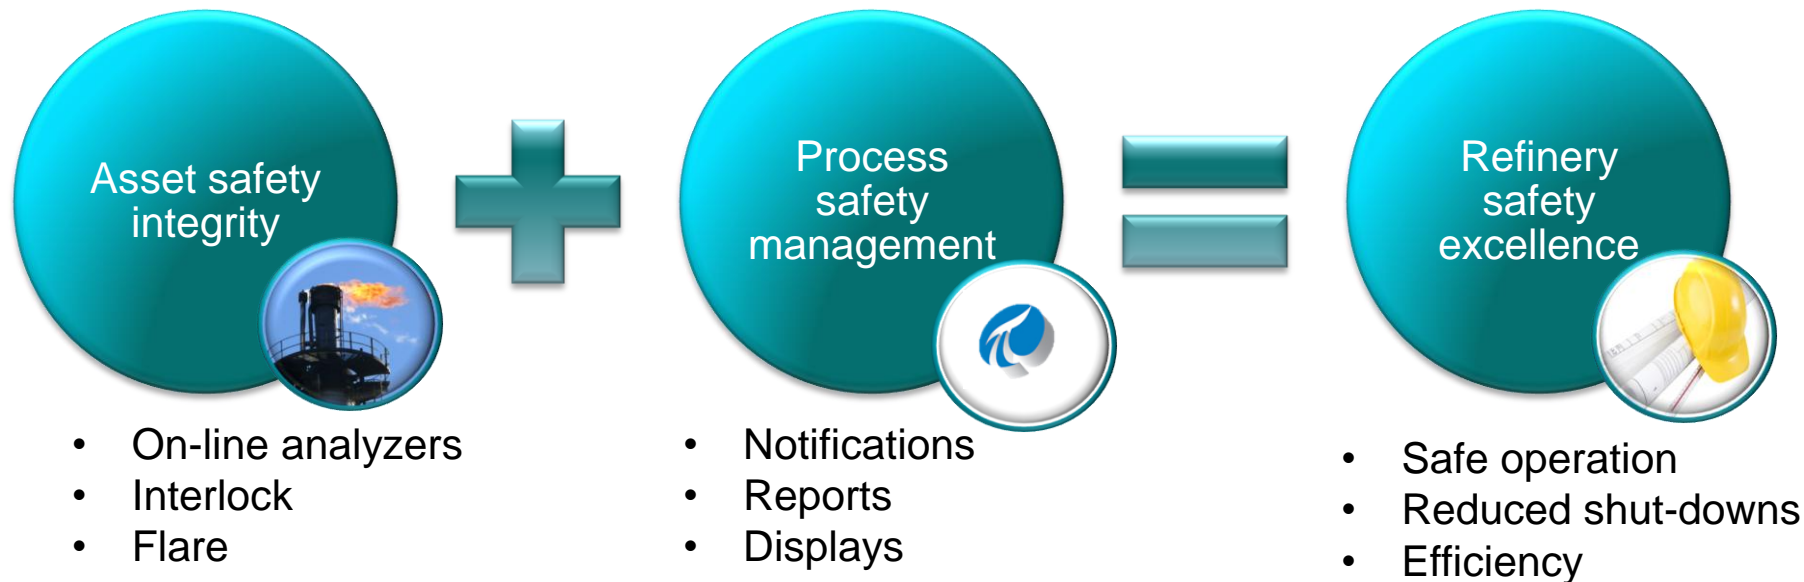 Asset safety
integrity
• On-line analyzers
• Interlock
• Flare
Process
safety
management
• Notifications
• Reports
• Displays
Refinery
safety
excellence
• Safe operation
• Reduced shut-downs
• Efficiency